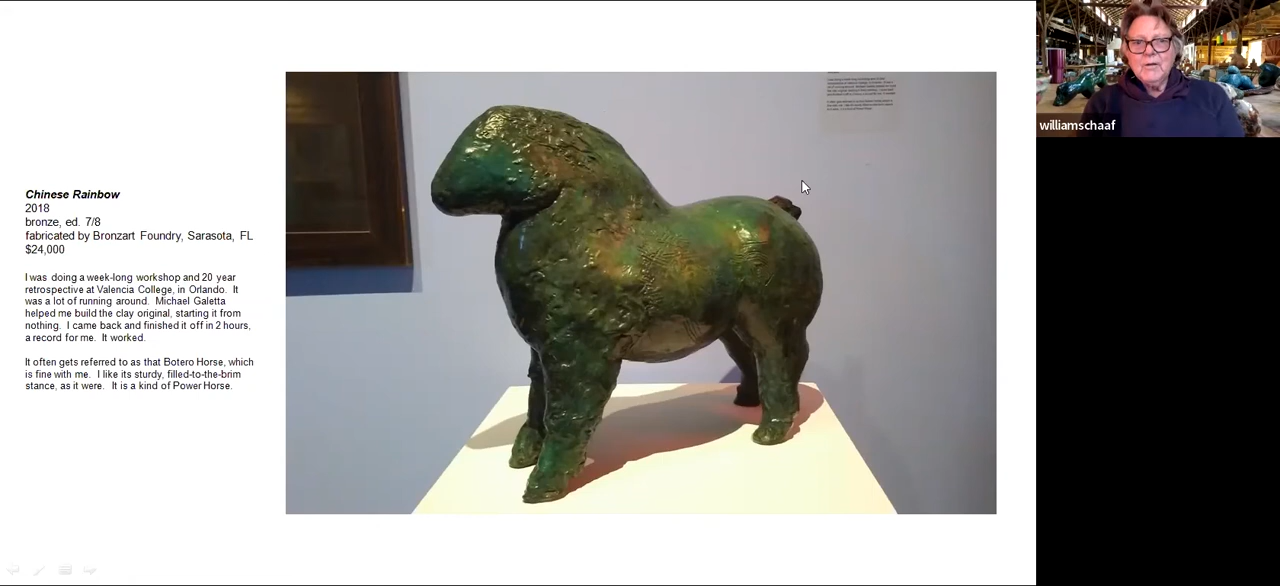 Chinese Rainbow
2018
bronze, ed. 7/8
fabricated by Bronzart Foundry, Sarasota, FL
$24,000
I was doing a week-long workshop and 20 year
retrospective at Valencia College, in Orlando. It
was a lot of running around. Michael Galetta
helped me build the clay original, starting it from
nothing. I came back and finished it off in 2 hours,
a record for me. It worked.
It often gets referred to as that Botero Horse, which
is fine with me. I like its sturdy, filled-to-the-brim
stance, as it were. It is a kind of Power Horse.
williamschaaf